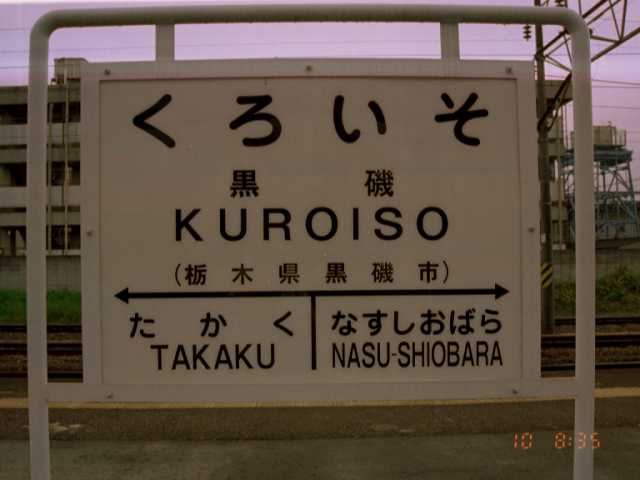 くろいそ
黒磯
KUROISO
(栃木県黒磯市)
たかく なすしおばら
TAKAKU NASU-SHIOBARA
10 8:35